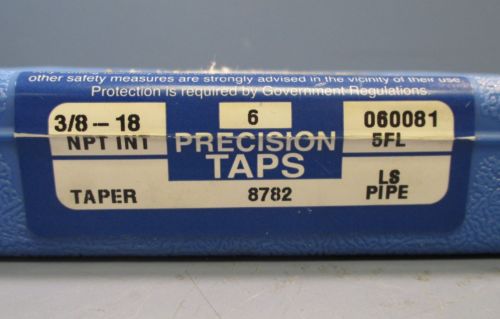 other safety measures are strongly advised in the vicinity of their use
Protection is required by Government Regulations.
3/8 – 18 6 060081
NPT INT PRECISION 5FL
TAPS
TAPER 8782 LS
PIPE